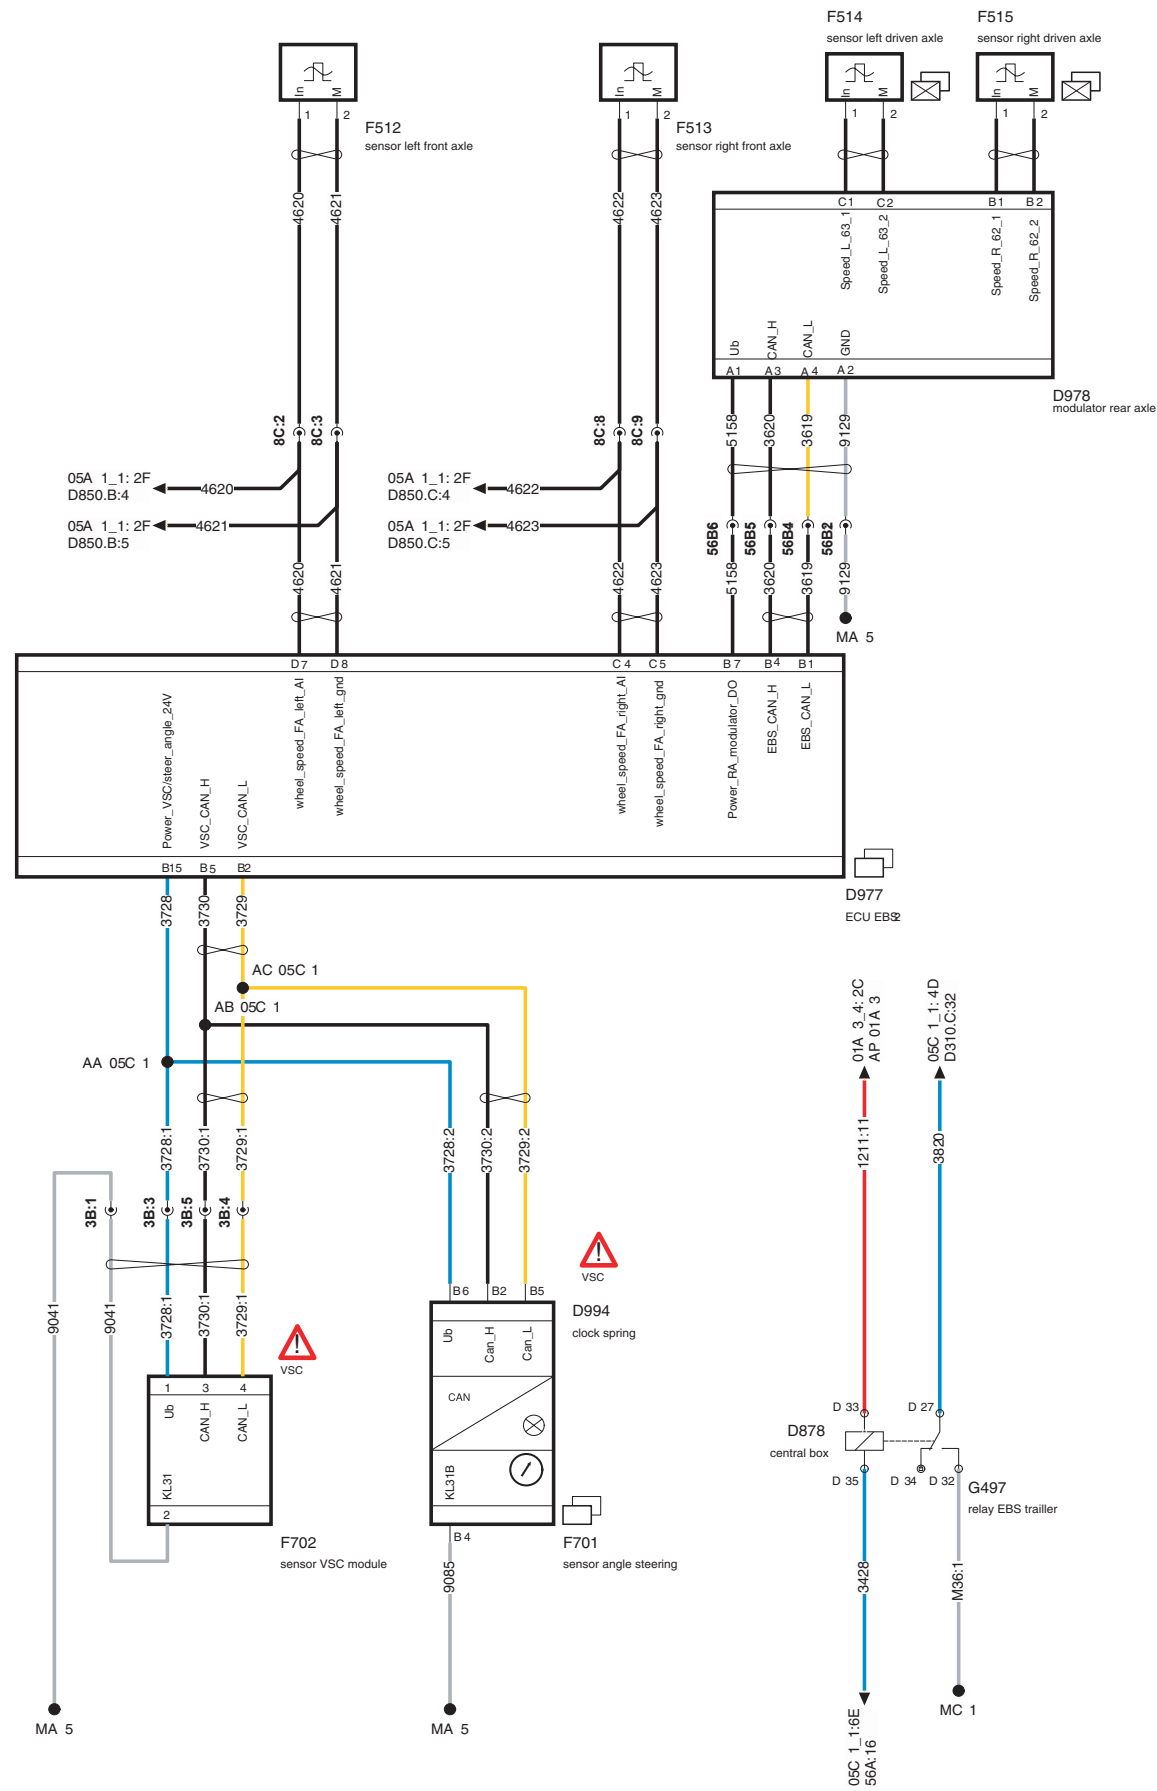 F514
sensor left driven axle
F515
sensor right driven axle
In
M
1
2
F512
sensor left front axle
In
M
1
2
F513
sensor right front axle
In
M
1
2
In
M
1
2
4620
4621
4622
4623
C1
C2
B1
B2
Speed_L_63_1
Speed_L_63_2
Speed_R_62_1
Speed_R_62_2
Ub
CAN_H
CAN_L
GND
A1
A3
A4
A2
D978
modulator rear axle
8C:2
8C:3
8C:8
8C:9
5158
3620
3619
9129
05A 1_1: 2F
D850.B:4
4620
05A 1_1: 2F
D850.B:5
4621
05A 1_1: 2F
D850.C:4
4622
05A 1_1: 2F
D850.C:5
4623
56B6
56B5
56B4
56B2
4620
4621
4622
4623
5158
3620
3619
9129
MA 5
D7
D8
C4
C5
B7
B4
B1
Power_VSC/steer_angle_24V
VSC_CAN_H
VSC_CAN_L
wheel_speed_FA_left_AI
wheel_speed_FA_left_gnd
wheel_speed_FA_right_AI
wheel_speed_FA_right_gnd
Power_RA_modulator_DO
EBS_CAN_H
EBS_CAN_L
B15
B5
B2
D977
ECU EBS2
3728
3730
3729
AC 05C 1
AB 05C 1
AA 05C 1
01A 3_4: 2C
AP 01A 3
05C 1_1: 4D
D310.C:32
3728:1
3730:1
3729:1
3728:2
3730:2
3729:2
1211:11
3820
3B:1
3B:3
3B:5
3B:4
9041
9041
3728:1
3730:1
3729:1
VSC
VSC
B6
B2
B5
D994
clock spring
Ub
Can_H
Can_L
CAN
KL31B
B4
F701
sensor angle steering
9085
MA 5
1
3
4
Ub
CAN_H
CAN_L
KL31
2
F702
sensor VSC module
MA 5
D 33
D 27
D878
central box
D 35
D 34
D 32
G497
relay EBS trailler
3428
M36:1
MC 1
05C 1_1:6E
56A:16